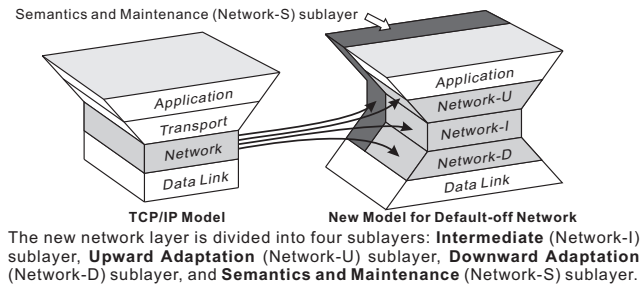 Semantics and Maintenance (Network-S) sublayer
Application
Transport
Network
Data Link
TCP/IP Model
Application
Network-U
Network-I
Network-D
Data Link
New Model for Default-off Network
The new network layer is divided into four sublayers: Intermediate (Network-I)
sublayer, Upward Adaptation (Network-U) sublayer, Downward Adaptation
(Network-D) sublayer, and Semantics and Maintenance (Network-S) sublayer.